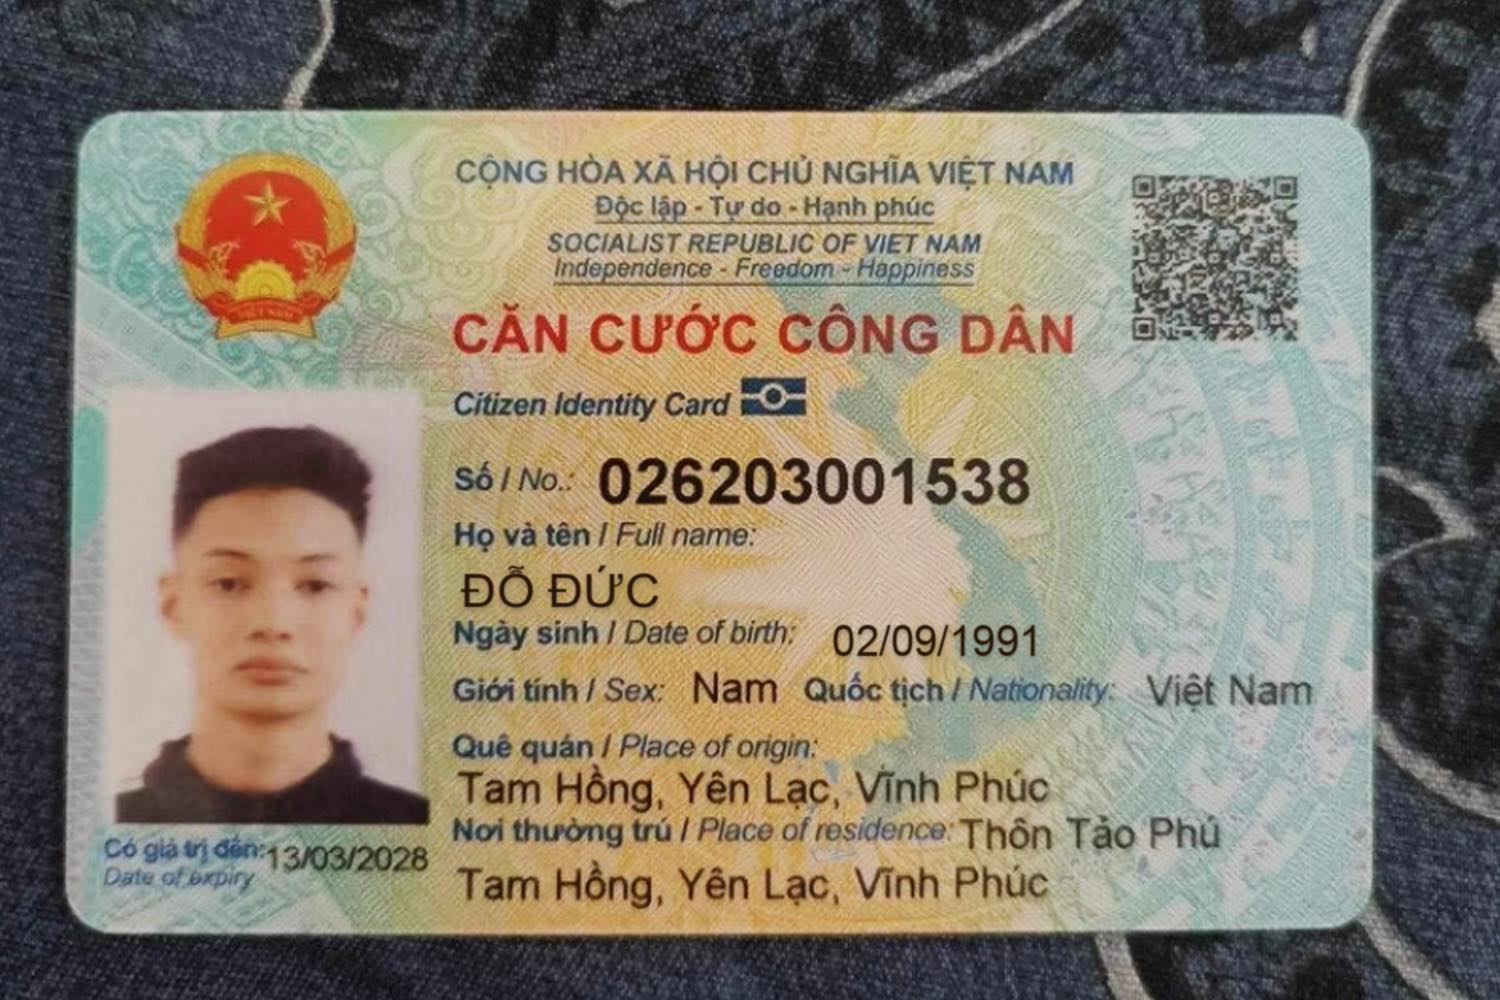 CỘNG HÒA XÃ HỘI CHỦ NGHĨA VIỆT NAM
Độc lập - Tự do - Hạnh phúc
SOCIALIST REPUBLIC OF VIET NAM
Independence - Freedom - Happiness
CĂN CƯỚC CÔNG DÂN
Citizen Identity Card
Số / No.: 026203001538
Họ và tên / Full name:
ĐỖ ĐỨC
Ngày sinh / Date of birth: 02/09/1991
Giới tính / Sex: Nam Quốc tịch / Nationality: Việt Nam
Quê quán / Place of origin:
Tam Hồng, Yên Lạc, Vĩnh Phúc
Nơi thường trú / Place of residence: Thôn Tảo Phú
Tam Hồng, Yên Lạc, Vĩnh Phúc
Có giá trị đến: 13/03/2028
Date of expiry